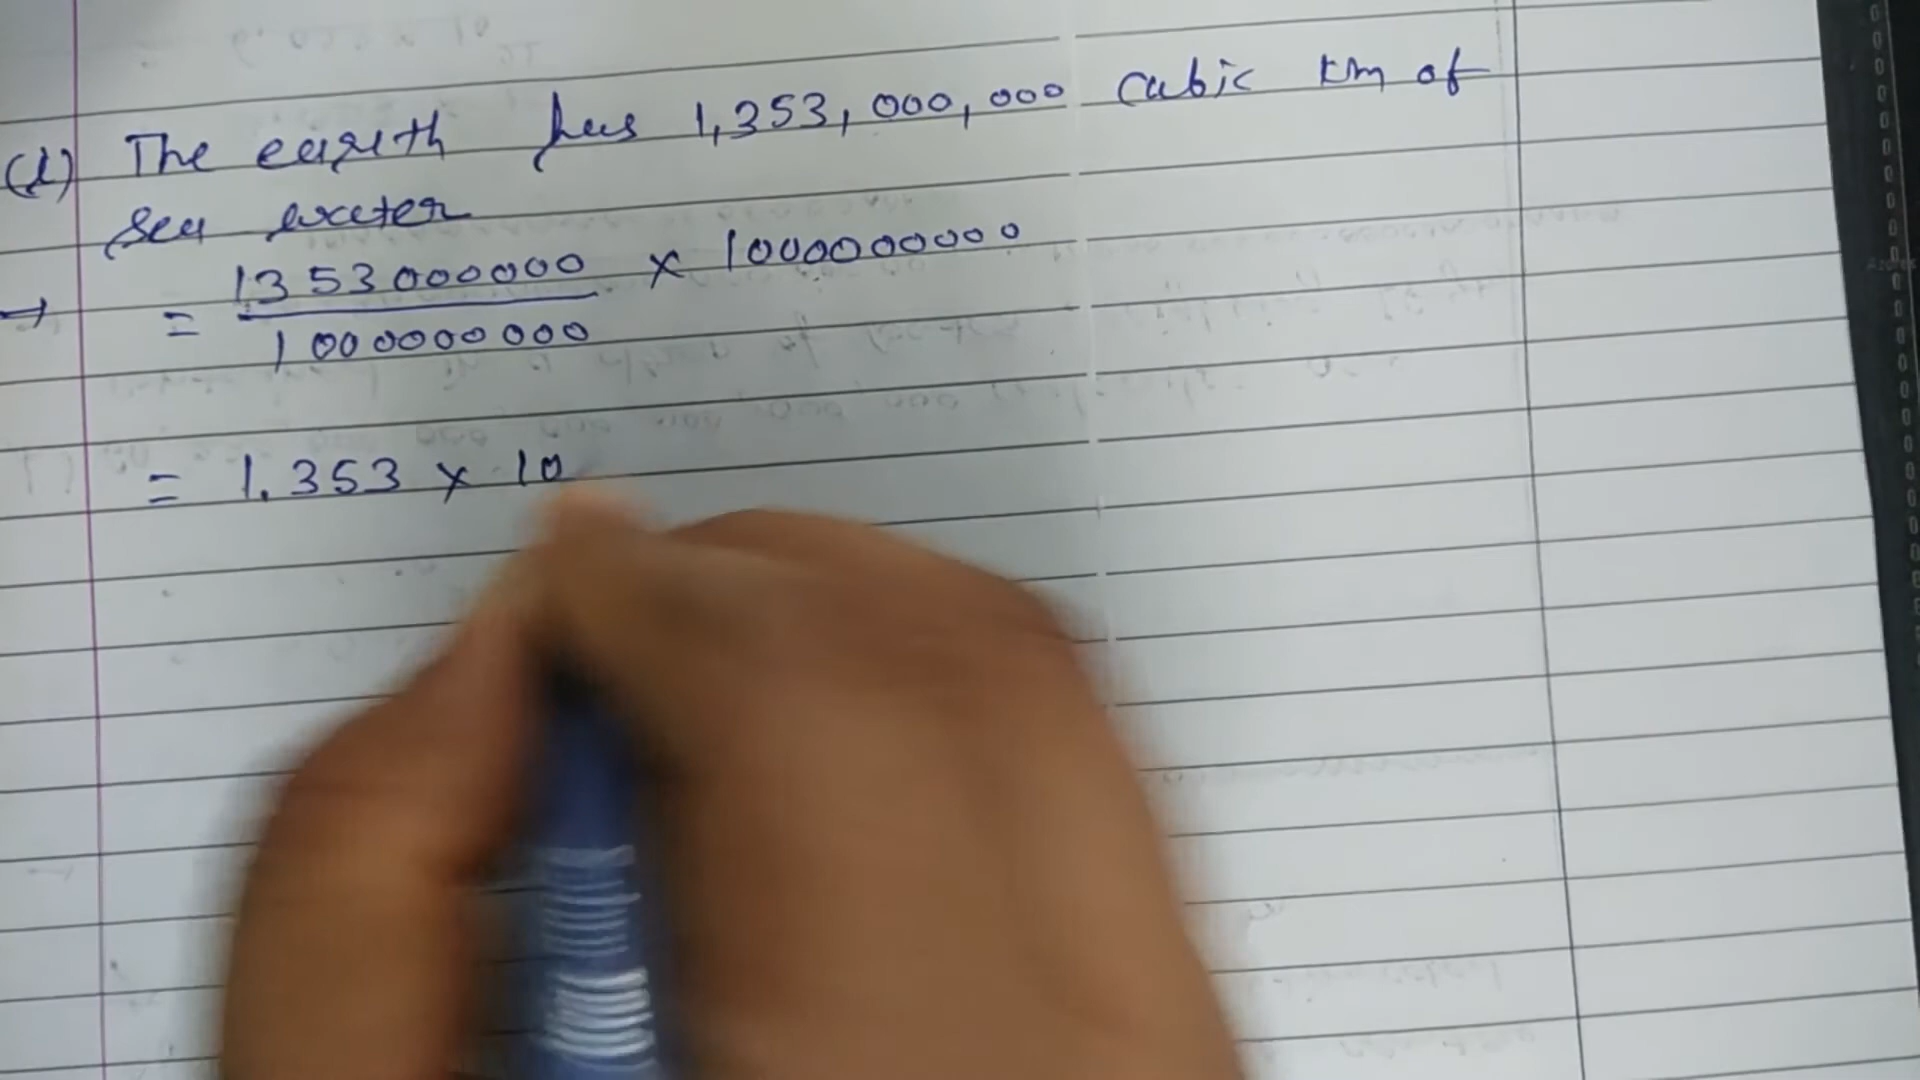 (d) The earth has 1,353,000,000 cubic km of
sea water
→ = 1353000000 / 1000000000 × 1000000000
= 1.353 × 10